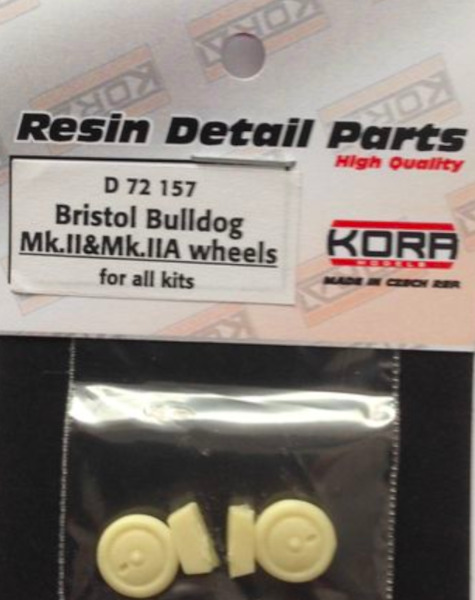 Resin Detail Parts
High Quality
D 72 157
Bristol Bulldog
Mk.II&Mk.IIA wheels
for all kits
KORA
MODELS
MADE IN CZECH REP.